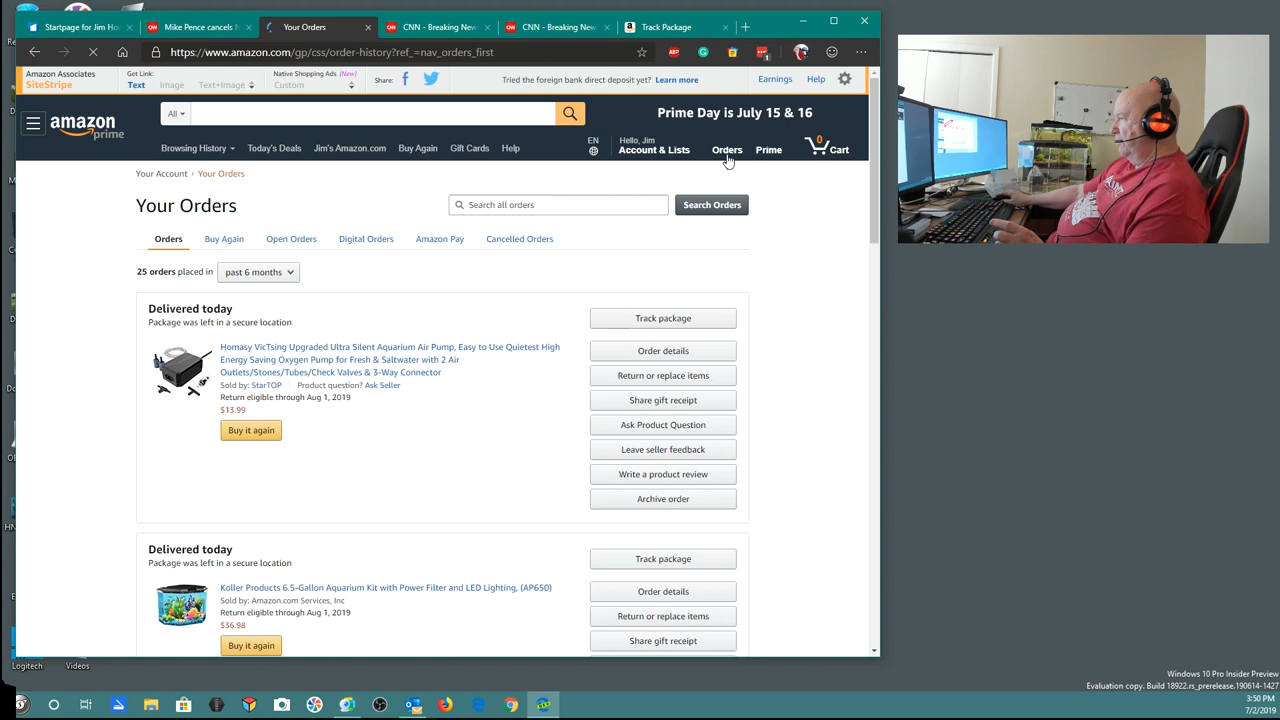 Startpage for Jim Ho
Mike Pence cancels N
Your Orders
CNN - Breaking New
CNN - Breaking New
Track Package
https://www.amazon.com/gp/css/order-history?ref_=nav_orders_first
Amazon Associates
SiteStripe
Get Link:
Text Image Text+Image
Native Shopping Ads (New)
Custom
Share:
Tried the foreign bank direct deposit yet? Learn more
Earnings Help
amazon
prime
All
Prime Day is July 15 & 16
Browsing History Today's Deals Jim's Amazon.com Buy Again Gift Cards Help
EN
Hello, Jim
Account & Lists
Orders Prime
0
Cart
Your Account › Your Orders
Your Orders
Search all orders
Search Orders
Orders Buy Again Open Orders Digital Orders Amazon Pay Cancelled Orders
25 orders placed in past 6 months
Delivered today
Package was left in a secure location
Homasy VicTsing Upgraded Ultra Silent Aquarium Air Pump, Easy to Use Quietest High
Energy Saving Oxygen Pump for Fresh & Saltwater with 2 Air
Outlets/Stones/Tubes/Check Valves & 3-Way Connector
Sold by: StarTOP | Product question? Ask Seller
Return eligible through Aug 1, 2019
$13.99
Buy it again
Track package
Order details
Return or replace items
Share gift receipt
Ask Product Question
Leave seller feedback
Write a product review
Archive order
Delivered today
Package was left in a secure location
Koller Products 6.5-Gallon Aquarium Kit with Power Filter and LED Lighting, (AP650)
Sold by: Amazon.com Services, Inc
Return eligible through Aug 1, 2019
$36.98
Buy it again
Track package
Order details
Return or replace items
Share gift receipt
Logitech
Videos
Windows 10 Pro Insider Preview
Evaluation copy. Build 18922.rs_prerelease.190614-1427
3:50 PM
7/2/2019